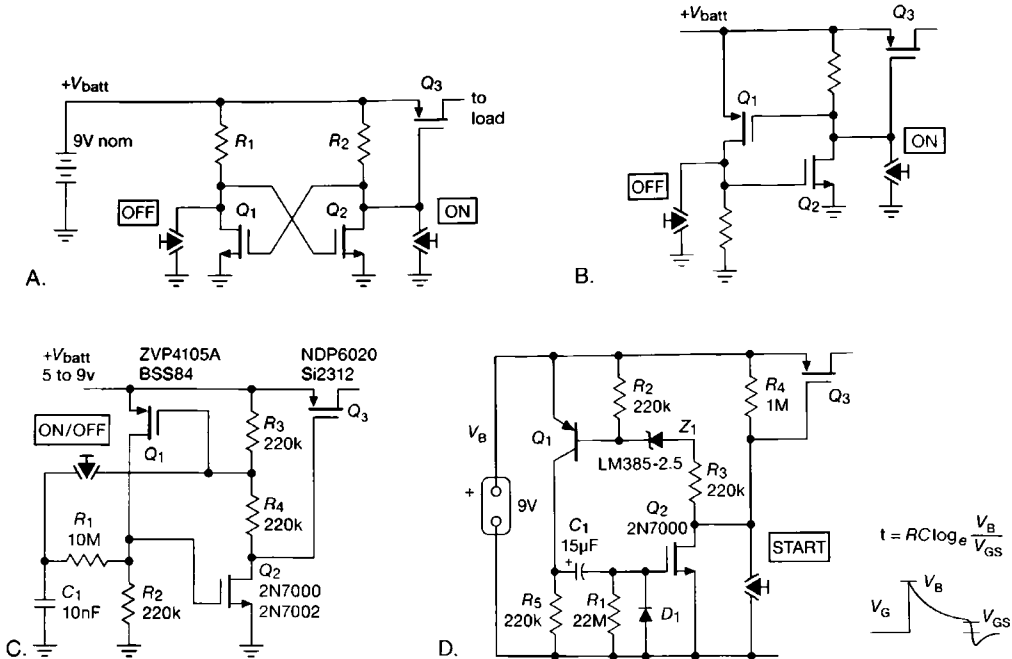 +Vbatt
9V nom
R1
R2
Q3
to
load
OFF
Q1
Q2
ON
A.
+Vbatt
Q3
Q1
ON
OFF
Q2
B.
+Vbatt
5 to 9v
ZVP4105A
BSS84
NDP6020
Si2312
ON/OFF
Q1
R3
220k
Q3
R4
220k
R1
10M
C1
10nF
R2
220k
Q2
2N7000
2N7002
C.
VB
+
9V
Q1
R2
220k
Z1
LM385-2.5
R4
1M
Q3
R3
220k
Q2
2N7000
C1
15µF
+
START
R5
220k
R1
22M
D1
D.
t = RC loge VB/VGS
VG
VB
VGS